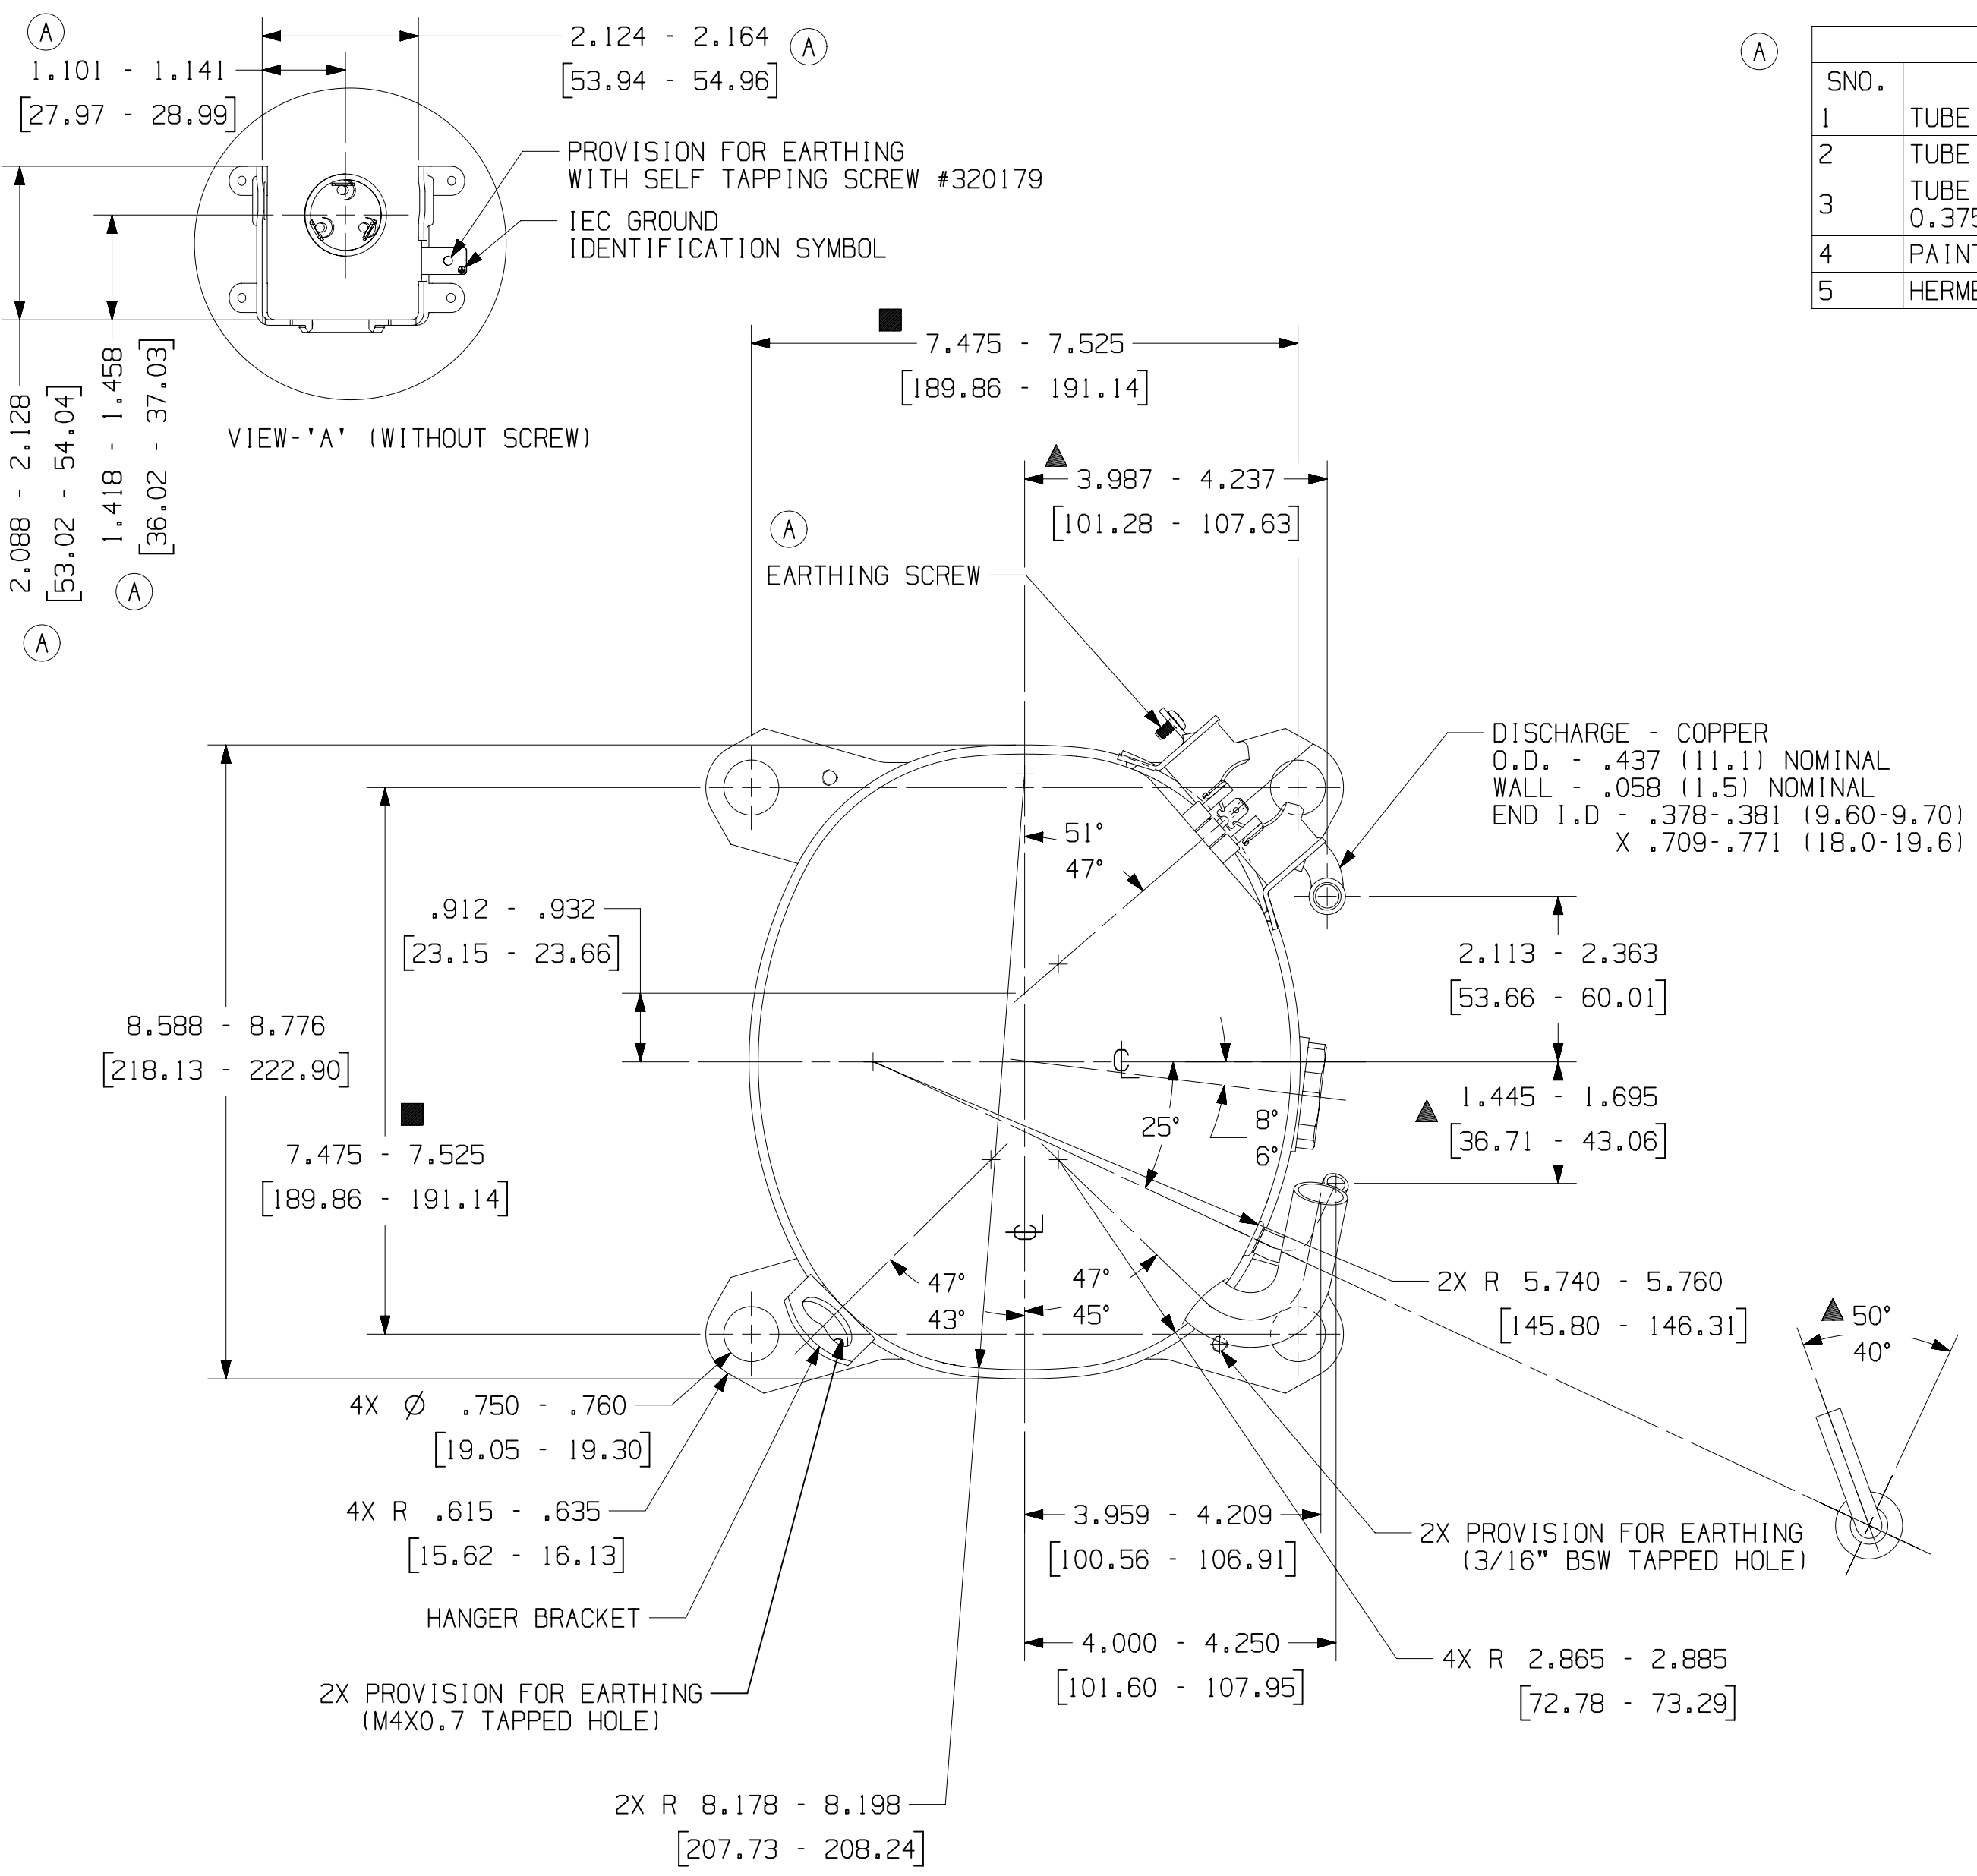 A
1.101 - 1.141
[27.97 - 28.99]
2.124 - 2.164
[53.94 - 54.96]
A
PROVISION FOR EARTHING
WITH SELF TAPPING SCREW #320179
IEC GROUND
IDENTIFICATION SYMBOL
2.088 - 2.128
[53.02 - 54.04]
A
1.418 - 1.458
[36.02 - 37.03]
A
VIEW-'A' (WITHOUT SCREW)
A
SNO.
1 TUBE
2 TUBE
3 TUBE
0.375
4 PAINT
5 HERME
7.475 - 7.525
[189.86 - 191.14]
3.987 - 4.237
[101.28 - 107.63]
A
EARTHING SCREW
DISCHARGE - COPPER
O.D. - .437 (11.1) NOMINAL
WALL - .058 (1.5) NOMINAL
END I.D - .378-.381 (9.60-9.70)
X .709-.771 (18.0-19.6)
51°
47°
.912 - .932
[23.15 - 23.66]
2.113 - 2.363
[53.66 - 60.01]
8.588 - 8.776
[218.13 - 222.90]
CL
1.445 - 1.695
[36.71 - 43.06]
25°
8°
6°
7.475 - 7.525
[189.86 - 191.14]
CL
47°
43°
47°
45°
2X R 5.740 - 5.760
[145.80 - 146.31]
50°
40°
4X Ø .750 - .760
[19.05 - 19.30]
4X R .615 - .635
[15.62 - 16.13]
3.959 - 4.209
[100.56 - 106.91]
2X PROVISION FOR EARTHING
(3/16" BSW TAPPED HOLE)
HANGER BRACKET
4.000 - 4.250
[101.60 - 107.95]
4X R 2.865 - 2.885
[72.78 - 73.29]
2X PROVISION FOR EARTHING
(M4X0.7 TAPPED HOLE)
2X R 8.178 - 8.198
[207.73 - 208.24]